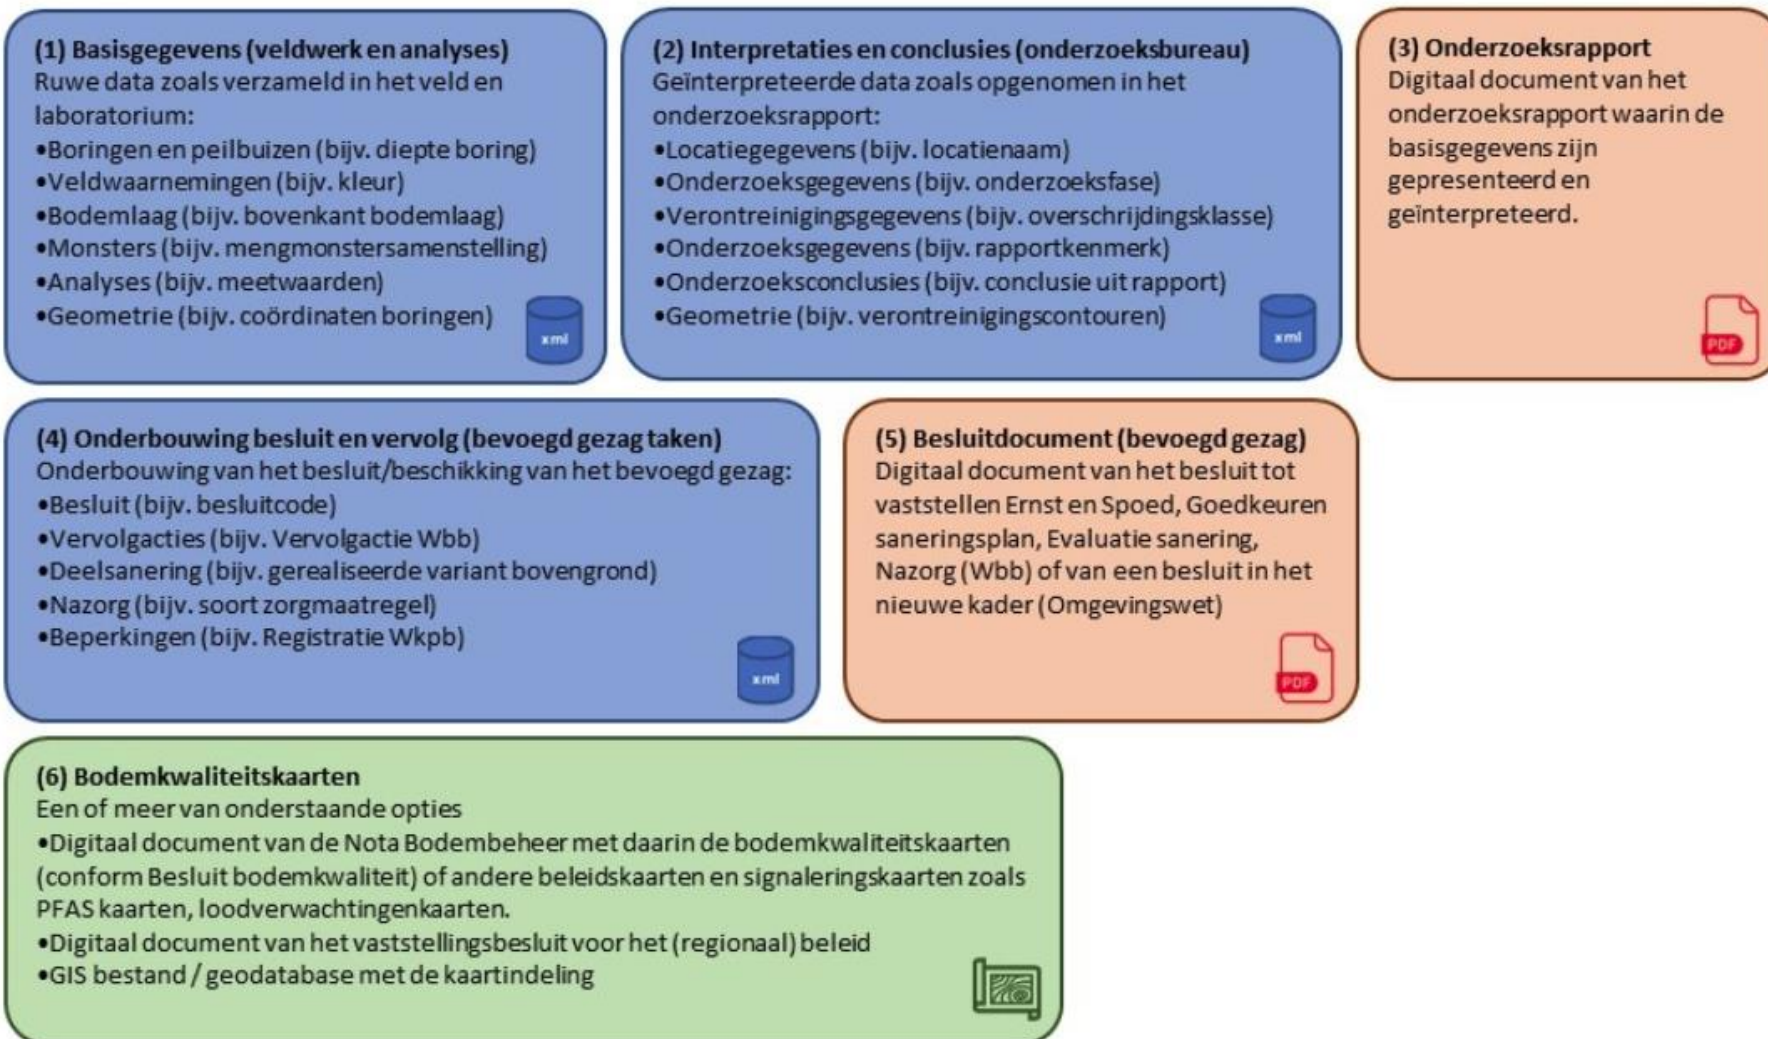 (1) Basisgegevens (veldwerk en analyses)
Ruwe data zoals verzameld in het veld en
laboratorium:
•Boringen en peilbuizen (bijv. diepte boring)
•Veldwaarnemingen (bijv. kleur)
•Bodemlaag (bijv. bovenkant bodemlaag)
•Monsters (bijv. mengmonstersamenstelling)
•Analyses (bijv. meetwaarden)
•Geometrie (bijv. coördinaten boringen)
xml
(2) Interpretaties en conclusies (onderzoeksbureau)
Geïnterpreteerde data zoals opgenomen in het
onderzoeksrapport:
•Locatiegegevens (bijv. locatienaam)
•Onderzoeksgegevens (bijv. onderzoeksfase)
•Verontreinigingsgegevens (bijv. overschrijdingsklasse)
•Onderzoeksgegevens (bijv. rapportkenmerk)
•Onderzoeksconclusies (bijv. conclusie uit rapport)
•Geometrie (bijv. verontreinigingscontouren)
xml
(3) Onderzoeksrapport
Digitaal document van het
onderzoeksrapport waarin de
basisgegevens zijn
gepresenteerd en
geïnterpreteerd.
PDF
(4) Onderbouwing besluit en vervolg (bevoegd gezag taken)
Onderbouwing van het besluit/beschikking van het bevoegd gezag:
•Besluit (bijv. besluitcode)
•Vervolgacties (bijv. Vervolgactie Wbb)
•Deelsanering (bijv. gerealiseerde variant bovengrond)
•Nazorg (bijv. soort zorgmaatregel)
•Beperkingen (bijv. Registratie Wkpb)
xml
(5) Besluitdocument (bevoegd gezag)
Digitaal document van het besluit tot
vaststellen Ernst en Spoed, Goedkeuren
saneringsplan, Evaluatie sanering,
Nazorg (Wbb) of van een besluit in het
nieuwe kader (Omgevingswet)
PDF
(6) Bodemkwaliteitskaarten
Een of meer van onderstaande opties
•Digitaal document van de Nota Bodembeheer met daarin de bodemkwaliteitskaarten
(conform Besluit bodemkwaliteit) of andere beleidskaarten en signaleringskaarten zoals
PFAS kaarten, loodverwachtingenkaarten.
•Digitaal document van het vaststellingsbesluit voor het (regionaal) beleid
•GIS bestand / geodatabase met de kaartindeling